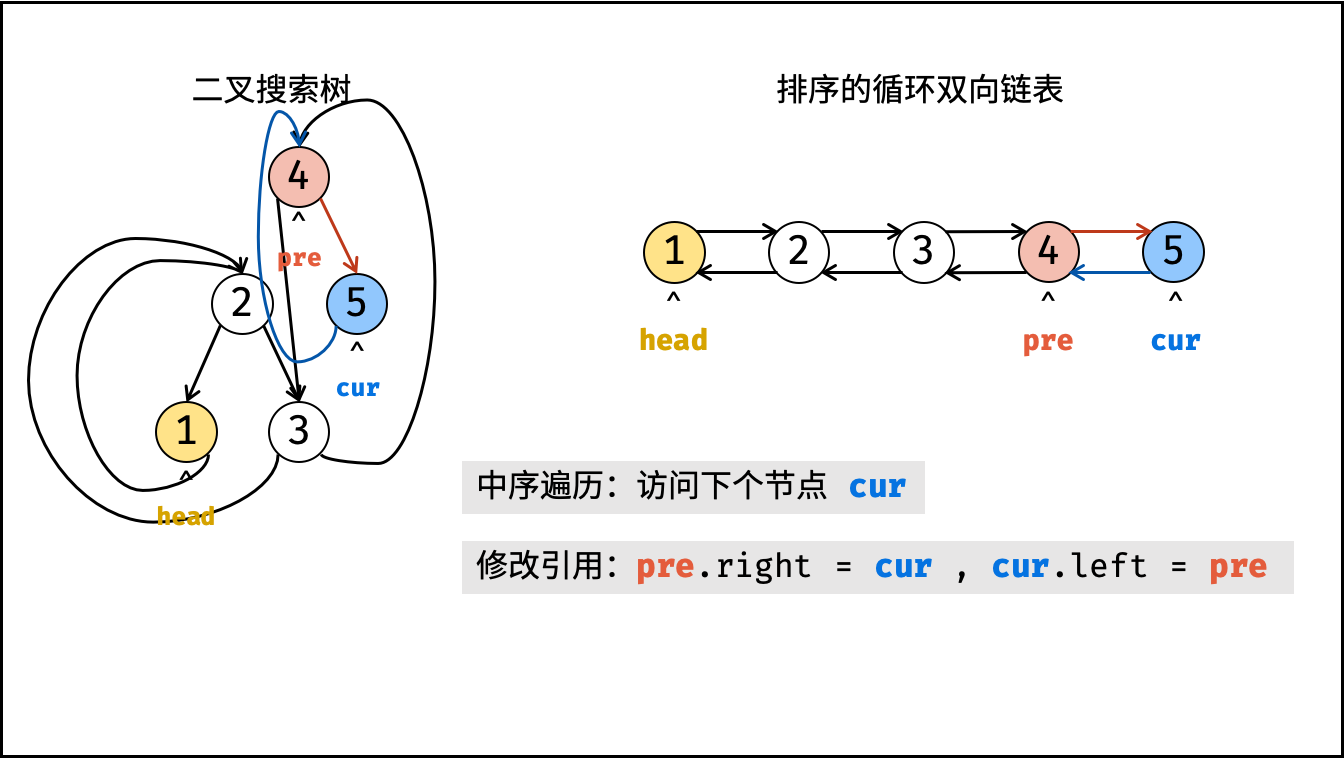 二叉搜索树
排序的循环双向链表
4
^
pre
2
5
^
cur
1
3
^
head
1
2
3
4
5
^
^
^
head
pre
cur
中序遍历：访问下个节点 cur
修改引用：pre.right = cur , cur.left = pre